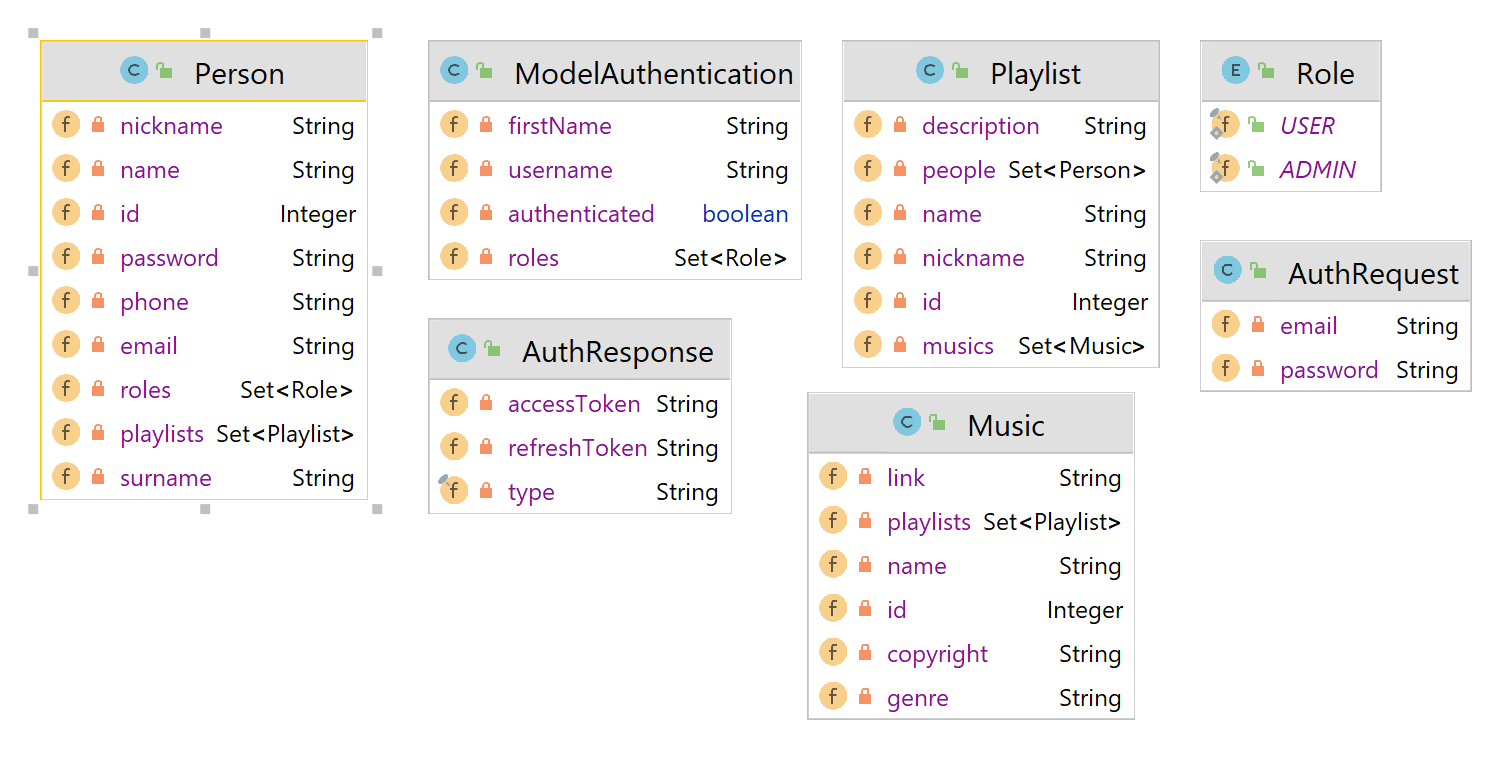 C Person
f nickname String
f name String
f id Integer
f password String
f phone String
f email String
f roles Set<Role>
f playlists Set<Playlist>
f surname String
C ModelAuthentication
f firstName String
f username String
f authenticated boolean
f roles Set<Role>
C AuthResponse
f accessToken String
f refreshToken String
f type String
C Playlist
f description String
f people Set<Person>
f name String
f nickname String
f id Integer
f musics Set<Music>
C Music
f link String
f playlists Set<Playlist>
f name String
f id Integer
f copyright String
f genre String
E Role
f USER
f ADMIN
C AuthRequest
f email String
f password String